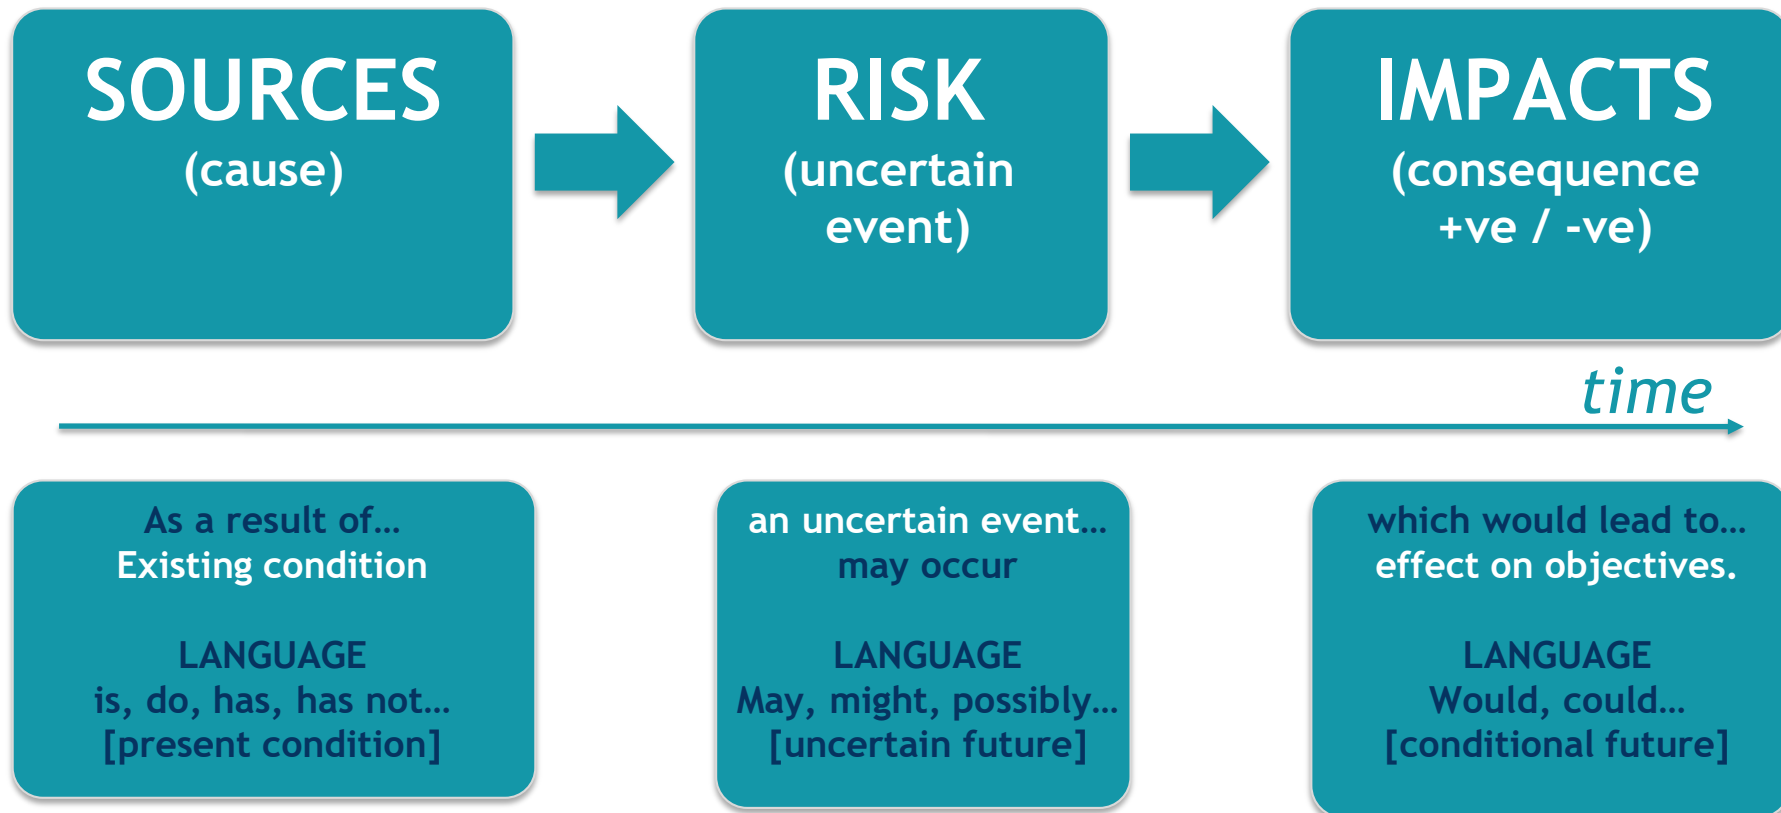 SOURCES
(cause)
RISK
(uncertain
event)
IMPACTS
(consequence
+ve / -ve)
time
As a result of…
Existing condition
LANGUAGE
is, do, has, has not…
[present condition]
an uncertain event…
may occur
LANGUAGE
May, might, possibly…
[uncertain future]
which would lead to…
effect on objectives.
LANGUAGE
Would, could…
[conditional future]